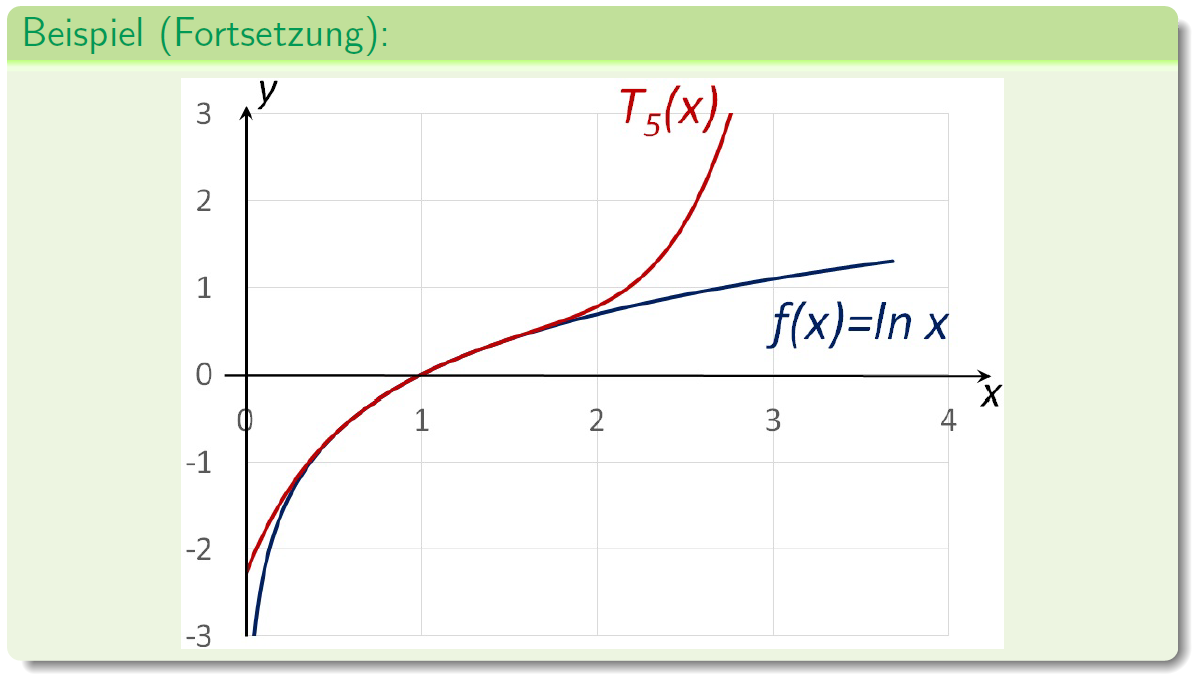 Beispiel (Fortsetzung):
y
3
T5(x)
2
1
f(x)=ln x
0
x
0 1 2 3 4
-1
-2
-3